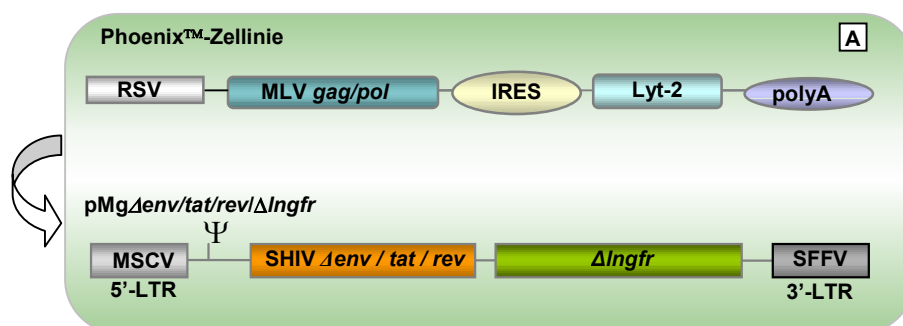 Phoenix™-Zellinie A
RSV MLV gag/pol IRES Lyt-2 polyA
pMgΔenv/tat/rev/Δlngfr
Ψ
MSCV SHIV Δenv / tat / rev Δlngfr SFFV
5'-LTR 3'-LTR